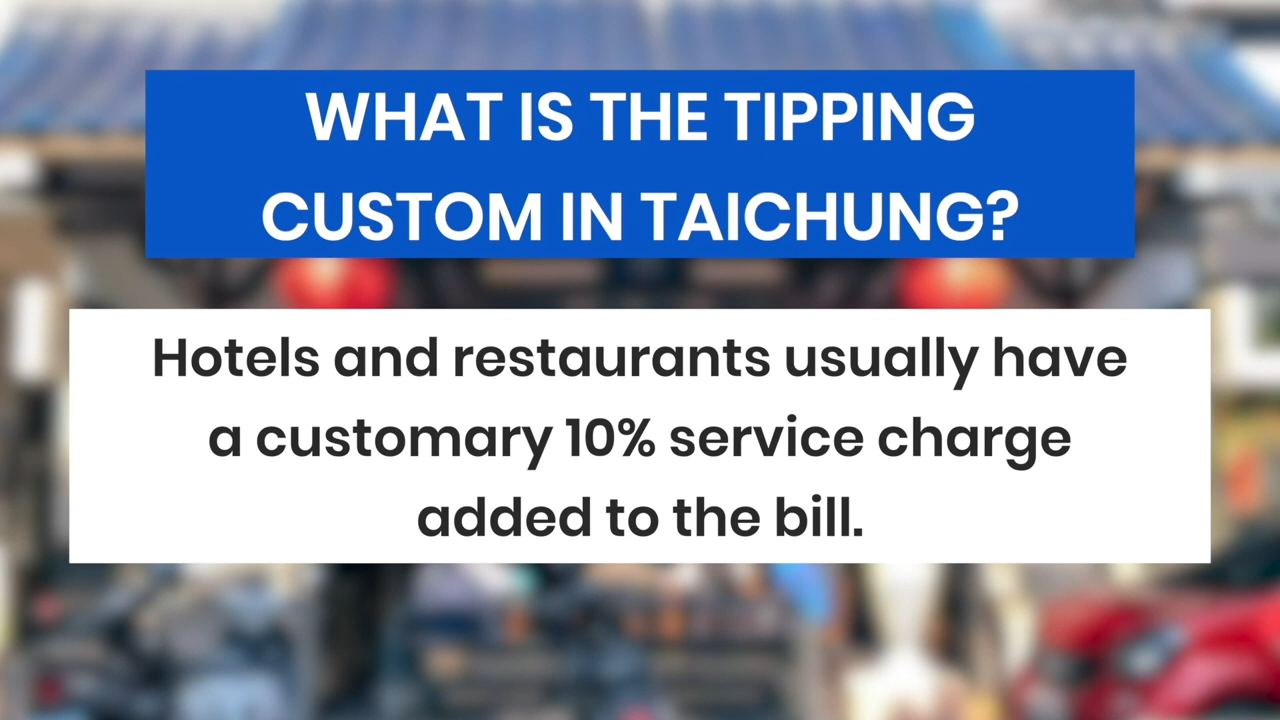 WHAT IS THE TIPPING
CUSTOM IN TAICHUNG?
Hotels and restaurants usually have
a customary 10% service charge
added to the bill.